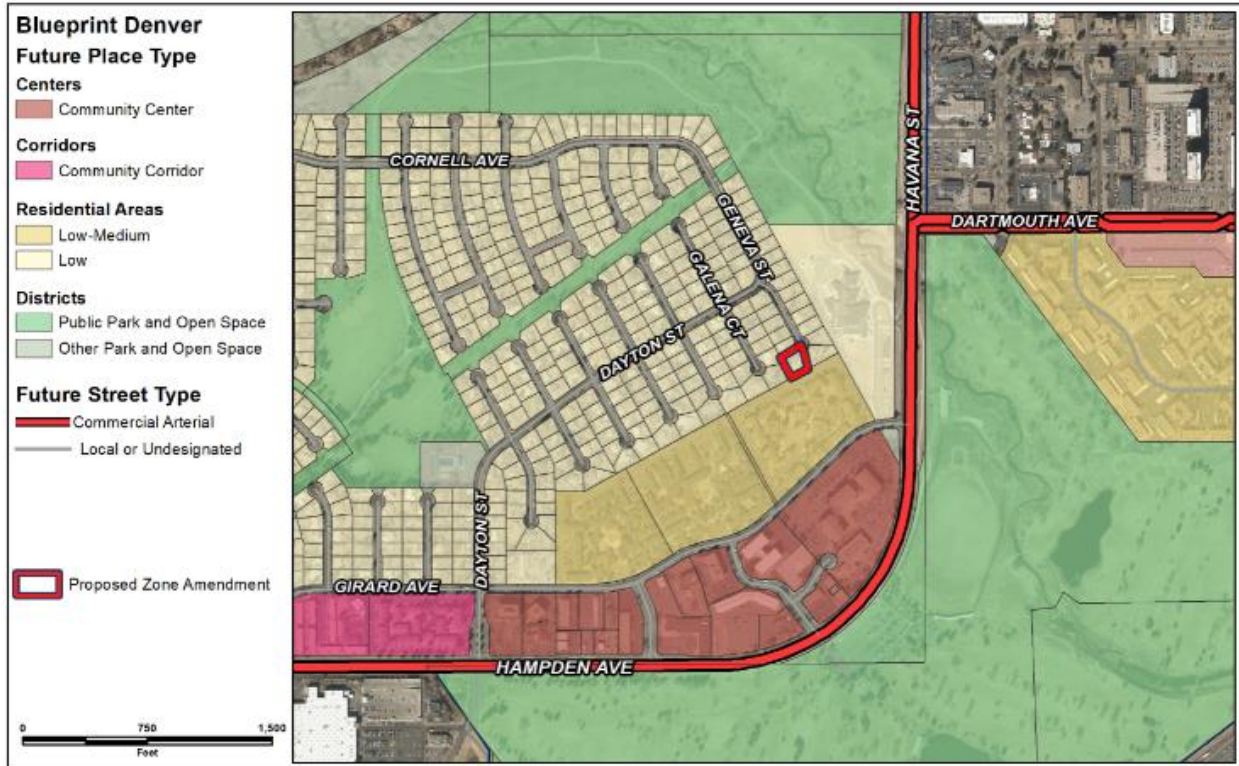 Blueprint Denver
Future Place Type
Centers
Community Center
Corridors
Community Corridor
Residential Areas
Low-Medium
Low
Districts
Public Park and Open Space
Other Park and Open Space
Future Street Type
Commercial Arterial
Local or Undesignated
Proposed Zone Amendment
0 750 1,500
Feet
CORNELL AVE
GENEVA ST
GALENA CT
DAYTON ST
HAVANA ST
DARTMOUTH AVE
DAYTON ST
GIRARD AVE
HAMPDEN AVE